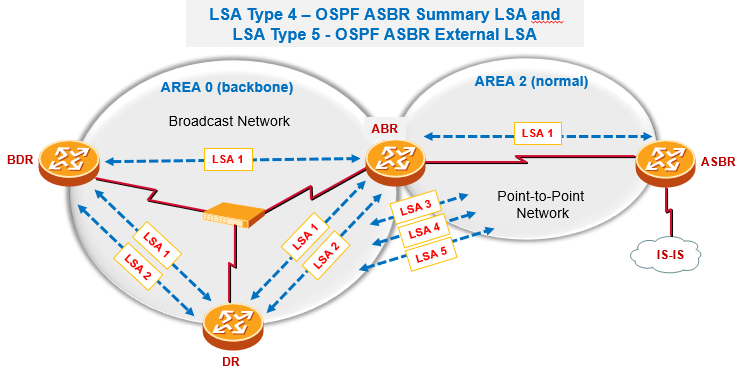 LSA Type 4 – OSPF ASBR Summary LSA and
LSA Type 5 - OSPF ASBR External LSA
AREA 0 (backbone)
AREA 2 (normal)
Broadcast Network
ABR
LSA 1
BDR
LSA 1
ASBR
LSA 3
LSA 4
LSA 5
Point-to-Point
Network
LSA 1
LSA 2
LSA 1
LSA 2
IS-IS
DR